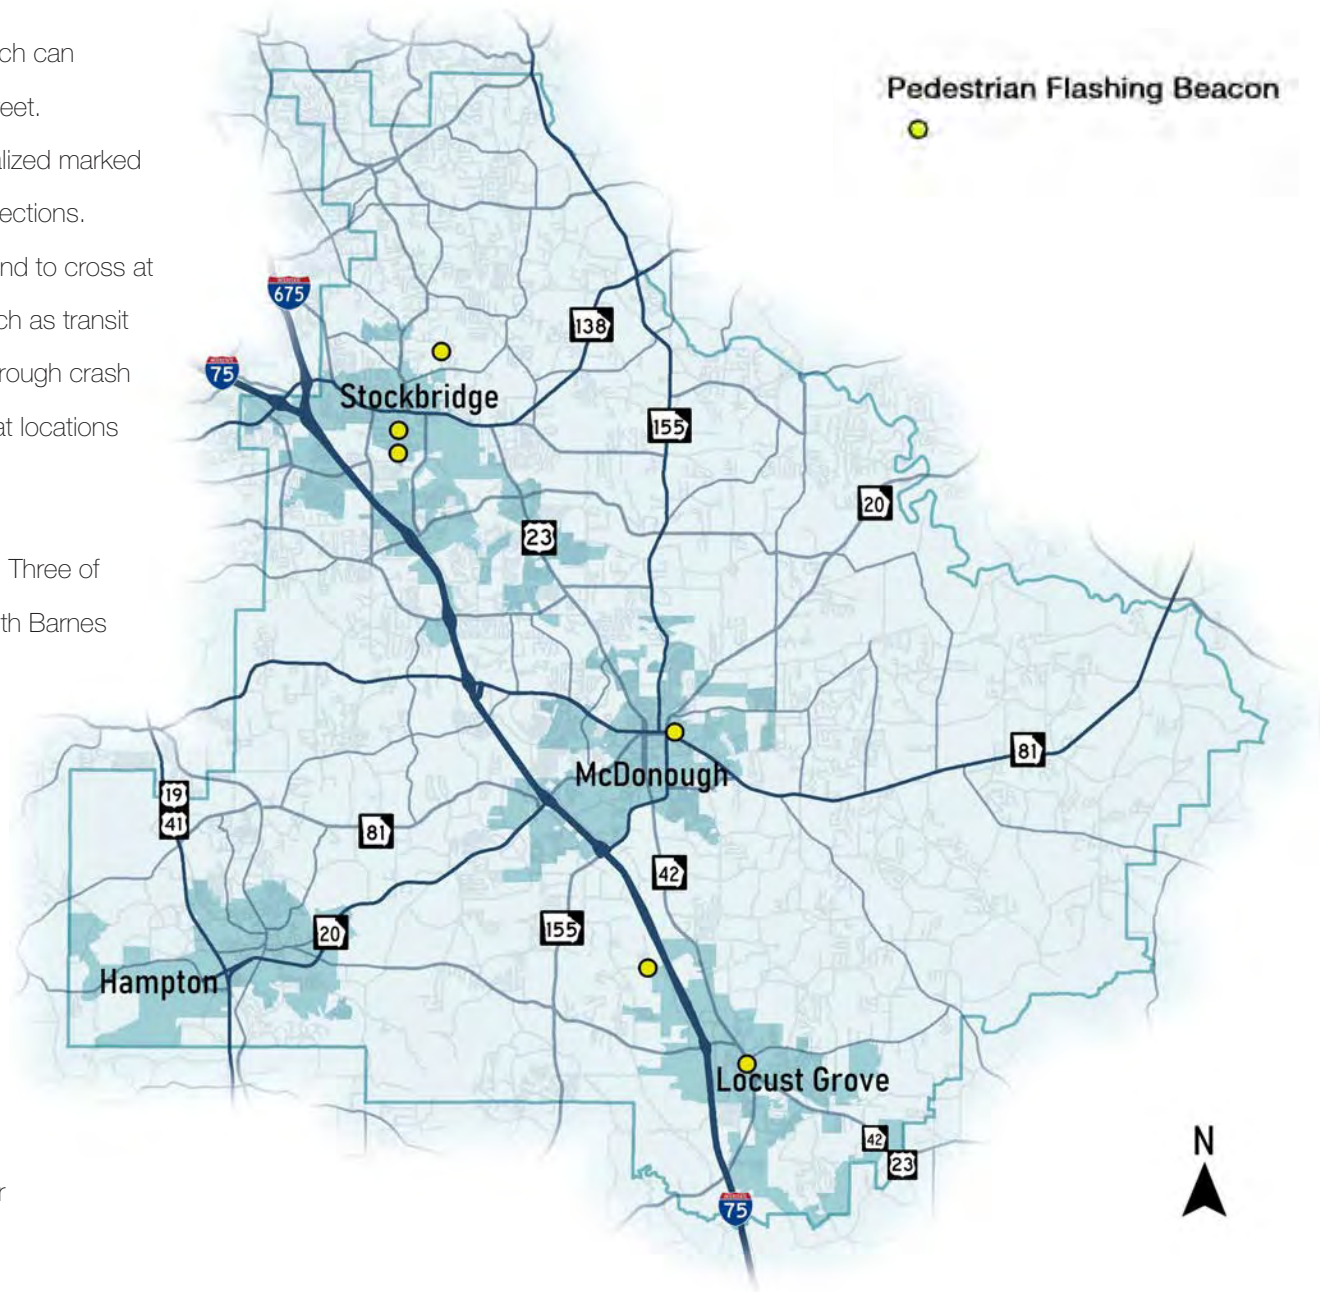 ch can
eet.
alized marked
ections.
nd to cross at
ch as transit
rough crash
at locations
Three of
th Barnes
r
Pedestrian Flashing Beacon
675
75
138
Stockbridge
155
20
23
McDonough
81
19
41
81
42
20
155
Hampton
Locust Grove
42
23
N
75